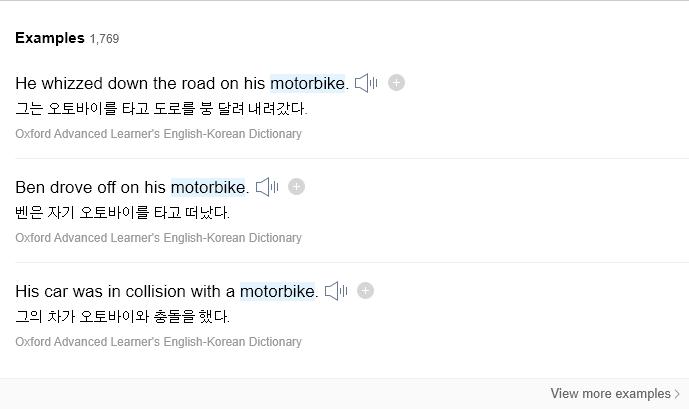 Examples 1,769
He whizzed down the road on his motorbike.
그는 오토바이를 타고 도로를 붕 달려 내려갔다.
Oxford Advanced Learner's English-Korean Dictionary
Ben drove off on his motorbike.
벤은 자기 오토바이를 타고 떠났다.
Oxford Advanced Learner's English-Korean Dictionary
His car was in collision with a motorbike.
그의 차가 오토바이와 충돌을 했다.
Oxford Advanced Learner's English-Korean Dictionary
View more examples